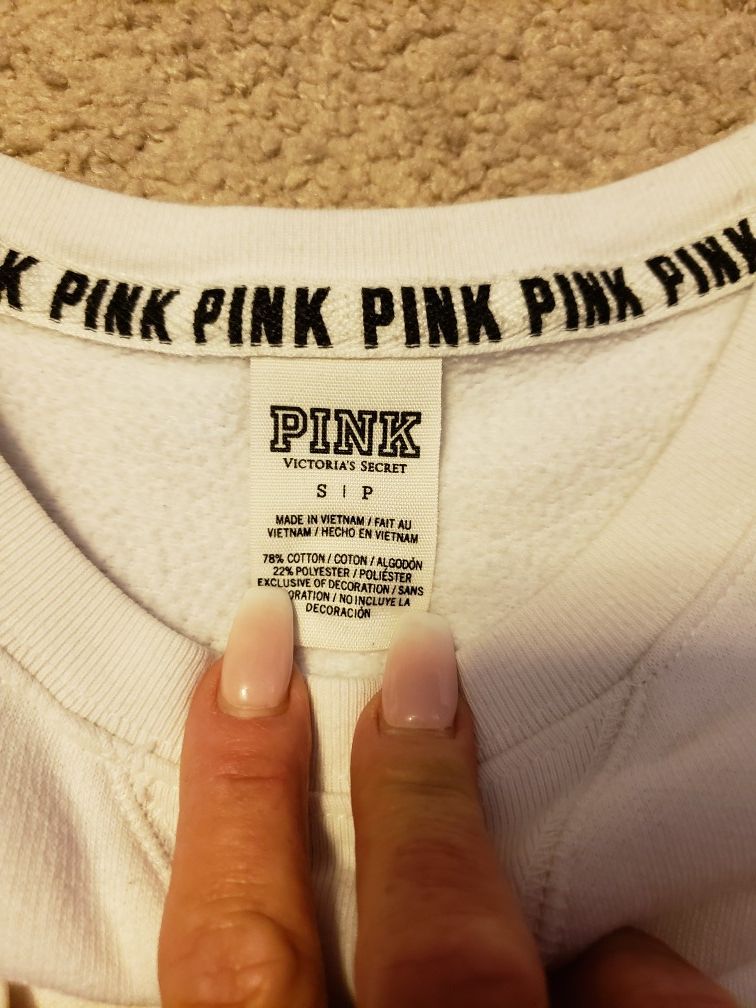 K PINK PINK PINK PINK PINK
PINK
VICTORIA'S SECRET
S | P
MADE IN VIETNAM / FAIT AU
VIETNAM / HECHO EN VIETNAM
78% COTTON / COTON / ALGODÓN
22% POLYESTER / POLIÉSTER
EXCLUSIVE OF DECORATION / SANS
ORATION / NO INCLUYE LA
DECORACIÓN